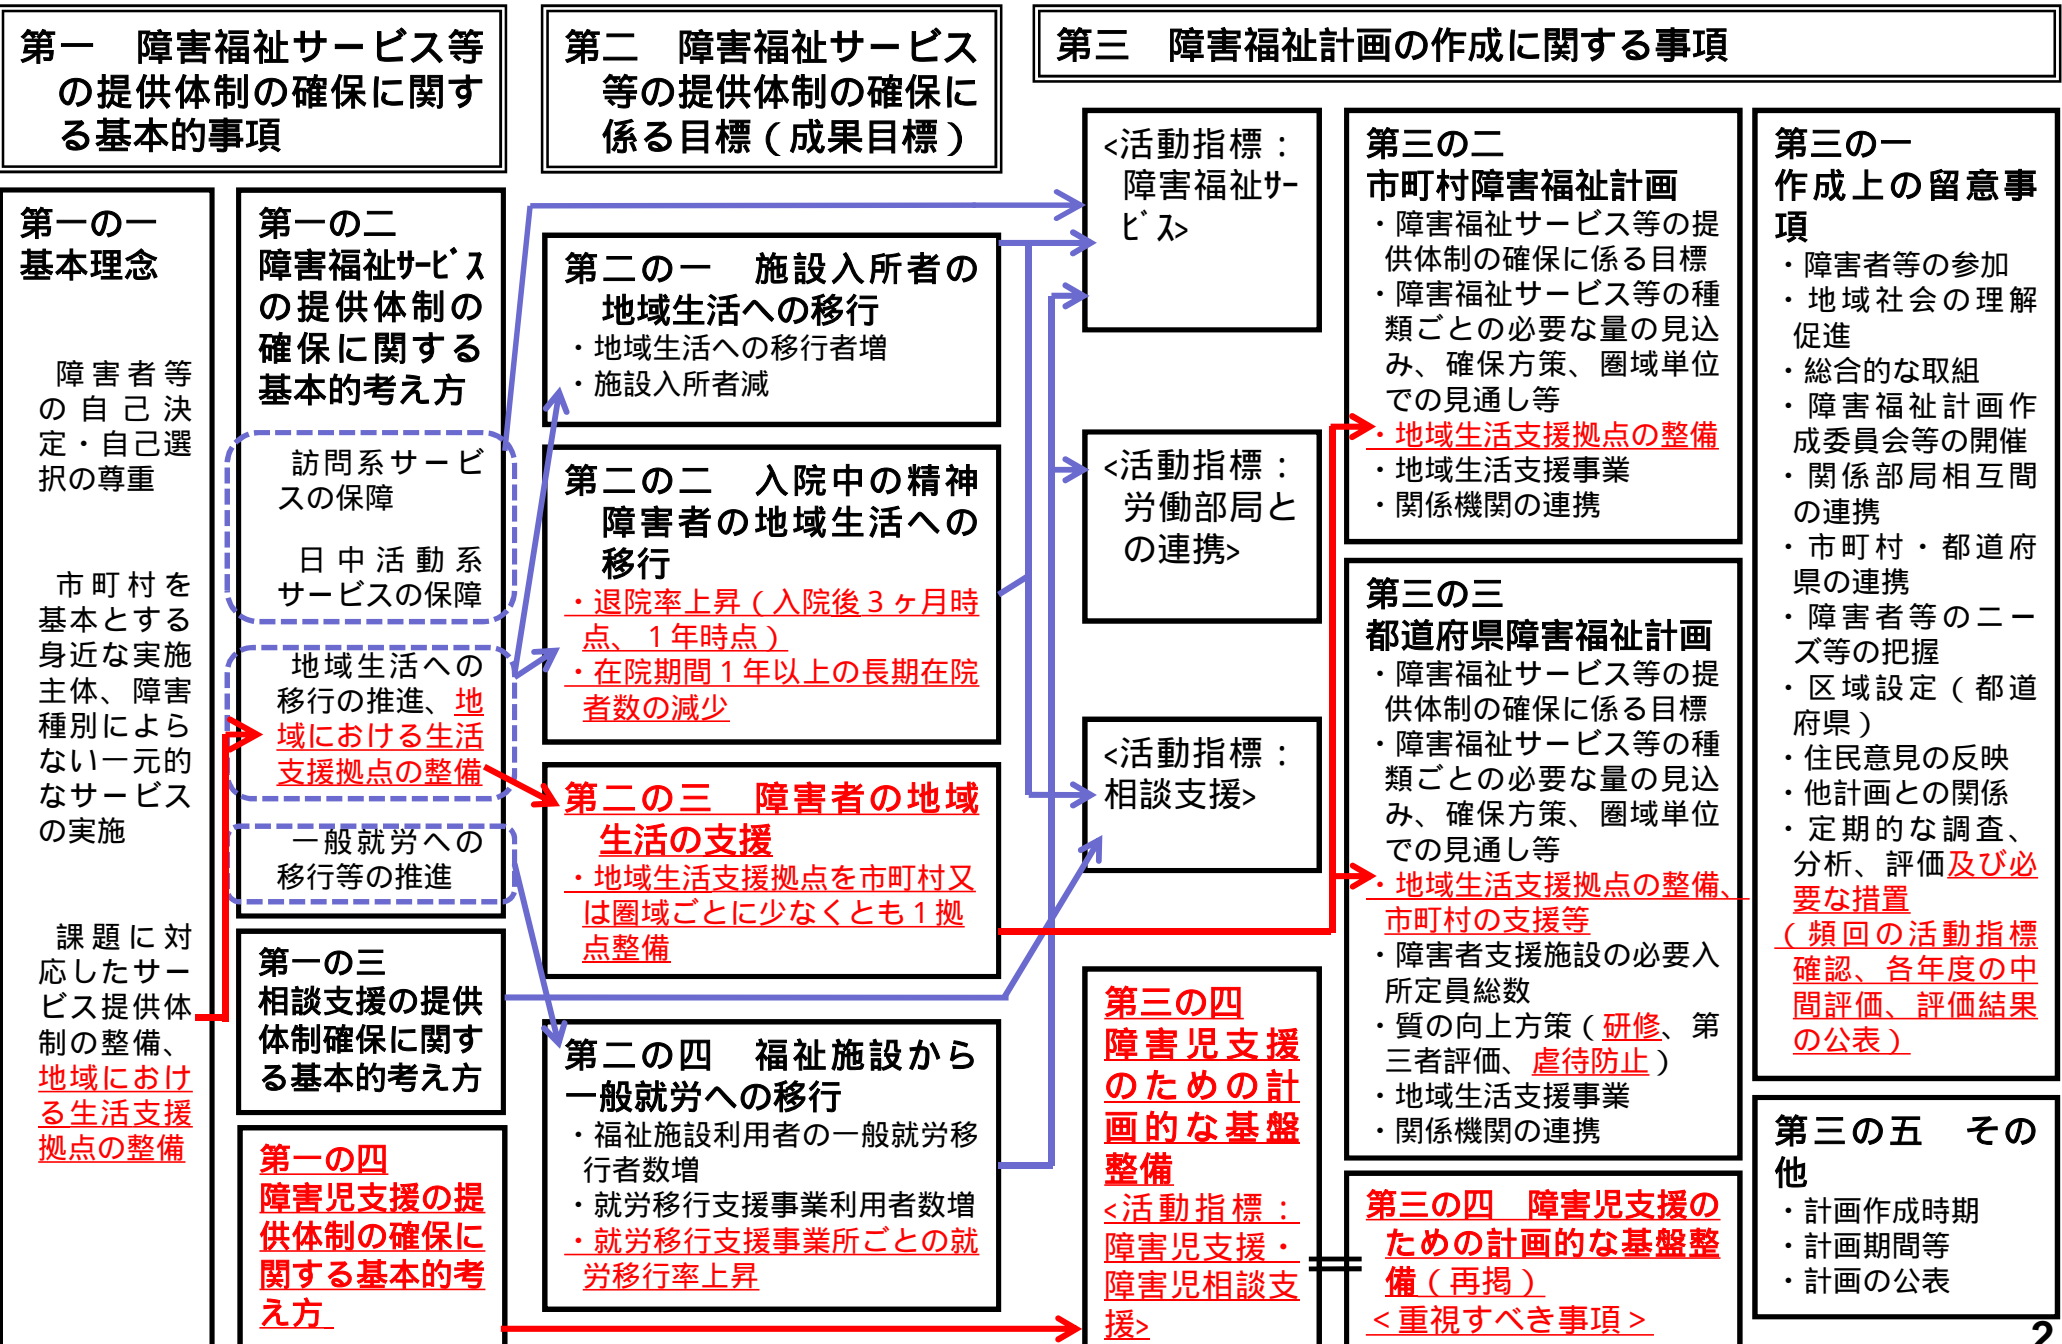 第一　障害福祉サービス等
の提供体制の確保に関す
る基本的事項
第二　障害福祉サービス
等の提供体制の確保に
係る目標（成果目標）
第三　障害福祉計画の作成に関する事項
第一の一
基本理念
障害者等
の自己決
定・自己選
択の尊重
市町村を
基本とする
身近な実施
主体、障害
種別によら
ない一元的
なサービス
の実施
課題に対
応したサー
ビス提供体
制の整備、
地域におけ
る生活支援
拠点の整備
第一の二
障害福祉ｻｰﾋﾞｽ
の提供体制の
確保に関する
基本的考え方
訪問系サービ
スの保障
日中活動系
サービスの保障
地域生活への
移行の推進、地
域における生活
支援拠点の整備
一般就労への
移行等の推進
第一の三
相談支援の提供
体制確保に関す
る基本的考え方
第一の四
障害児支援の提
供体制の確保に
関する基本的考
え方
第二の一　施設入所者の
地域生活への移行
・地域生活への移行者増
・施設入所者減
第二の二　入院中の精神
障害者の地域生活への
移行
・退院率上昇（入院後３ヶ月時
点、１年時点）
・在院期間１年以上の長期在院
者数の減少
第二の三　障害者の地域
生活の支援
・地域生活支援拠点を市町村又
は圏域ごとに少なくとも１拠
点整備
第二の四　福祉施設から
一般就労への移行
・福祉施設利用者の一般就労移
行者数増
・就労移行支援事業利用者数増
・就労移行支援事業所ごとの就
労移行率上昇
<活動指標：
障害福祉ｻｰ
ﾋﾞｽ>
<活動指標：
労働部局と
の連携>
<活動指標：
相談支援>
第三の四
障害児支援
のための計
画的な基盤
整備
<活動指標：
障害児支援・
障害児相談支
援>
第三の二
市町村障害福祉計画
・障害福祉サービス等の提
供体制の確保に係る目標
・障害福祉サービス等の種
類ごとの必要な量の見込
み、確保方策、圏域単位
での見通し等
・地域生活支援拠点の整備
・地域生活支援事業
・関係機関の連携
第三の三
都道府県障害福祉計画
・障害福祉サービス等の提
供体制の確保に係る目標
・障害福祉サービス等の種
類ごとの必要な量の見込
み、確保方策、圏域単位
での見通し等
・地域生活支援拠点の整備、
市町村の支援等
・障害者支援施設の必要入
所定員総数
・質の向上方策（研修、第
三者評価、虐待防止）
・地域生活支援事業
・関係機関の連携
第三の四　障害児支援の
ための計画的な基盤整
備（再掲）
＜重視すべき事項＞
第三の一
作成上の留意事
項
・障害者等の参加
・地域社会の理解
促進
・総合的な取組
・障害福祉計画作
成委員会等の開催
・関係部局相互間
の連携
・市町村・都道府
県の連携
・障害者等のニー
ズ等の把握
・区域設定（都道
府県）
・住民意見の反映
・他計画との関係
・定期的な調査、
分析、評価及び必
要な措置
（頻回の活動指標
確認、各年度の中
間評価、評価結果
の公表）
第三の五　その
他
・計画作成時期
・計画期間等
・計画の公表
2